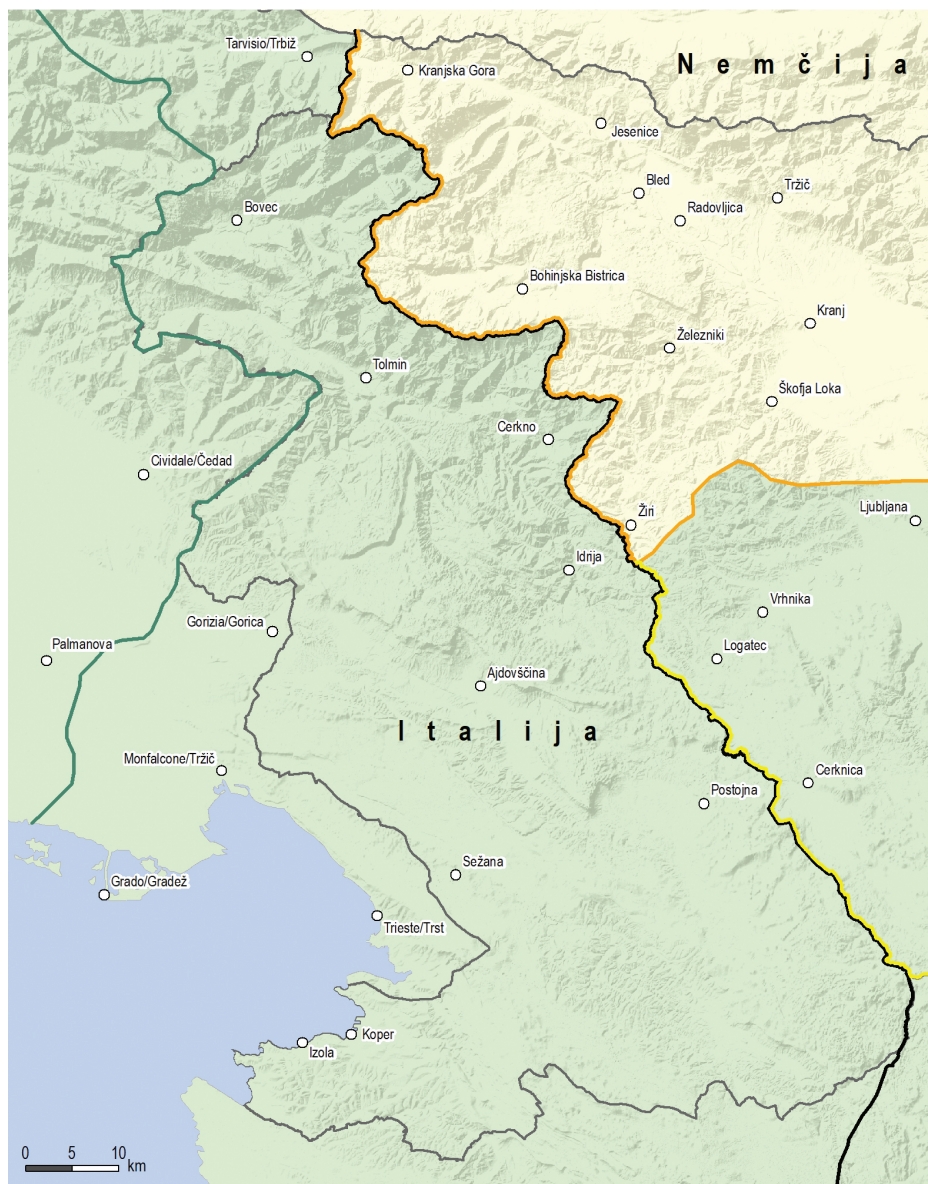 Tarvisio/Trbiž
Kranjska Gora
N e m č i j a
Jesenice
Bled
Tržič
Bovec
Radovljica
Bohinjska Bistrica
Kranj
Železniki
Tolmin
Škofja Loka
Cerkno
Cividale/Čedad
Ljubljana
Žiri
Idrija
Vrhnika
Gorizia/Gorica
Palmanova
Logatec
Ajdovščina
I t a l i j a
Monfalcone/Tržič
Cerknica
Postojna
Sežana
Grado/Gradež
Trieste/Trst
Koper
Izola
0 5 10
km